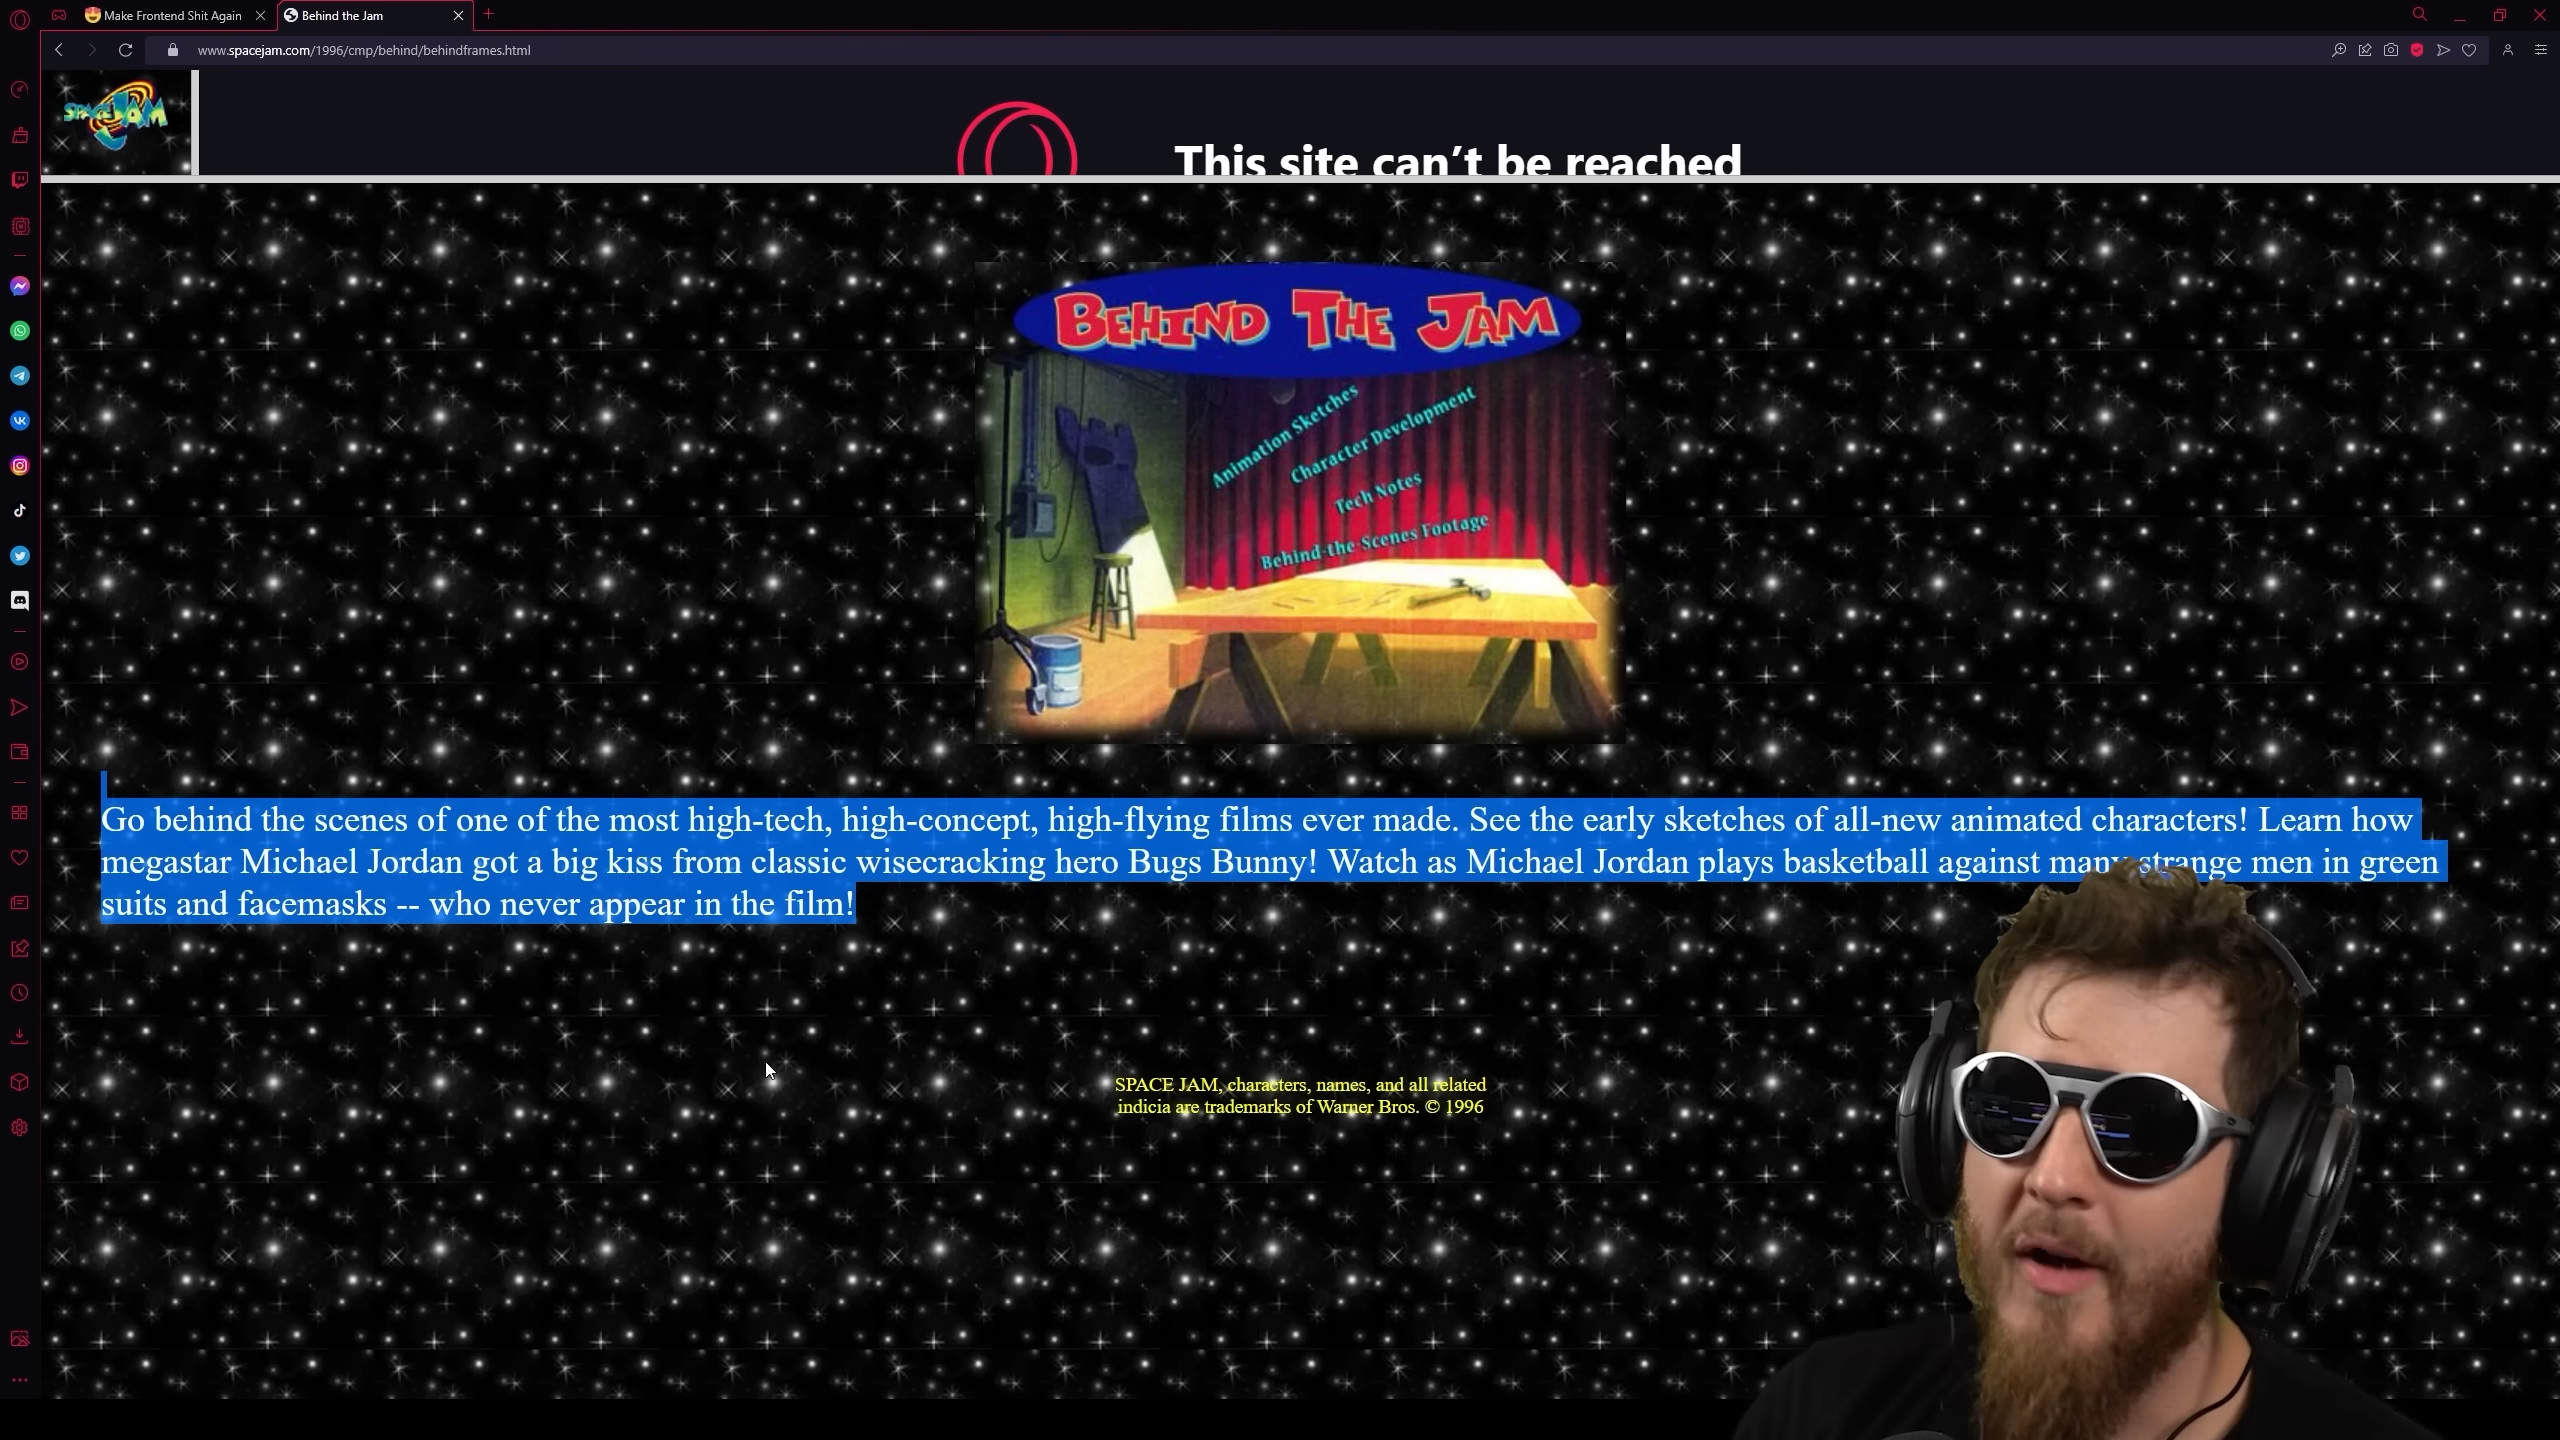 Make Frontend Shit Again
Behind the Jam
www.spacejam.com/1996/cmp/behind/behindframes.html
SPACE JAM
This site can’t be reached
BEHIND THE JAM
Animation Sketches
Character Development
Tech Notes
Behind-the-Scenes Footage
Go behind the scenes of one of the most high-tech, high-concept, high-flying films ever made. See the early sketches of all-new animated characters! Learn how
megastar Michael Jordan got a big kiss from classic wisecracking hero Bugs Bunny! Watch as Michael Jordan plays basketball against many strange men in green
suits and facemasks -- who never appear in the film!
SPACE JAM, characters, names, and all related
indicia are trademarks of Warner Bros. © 1996